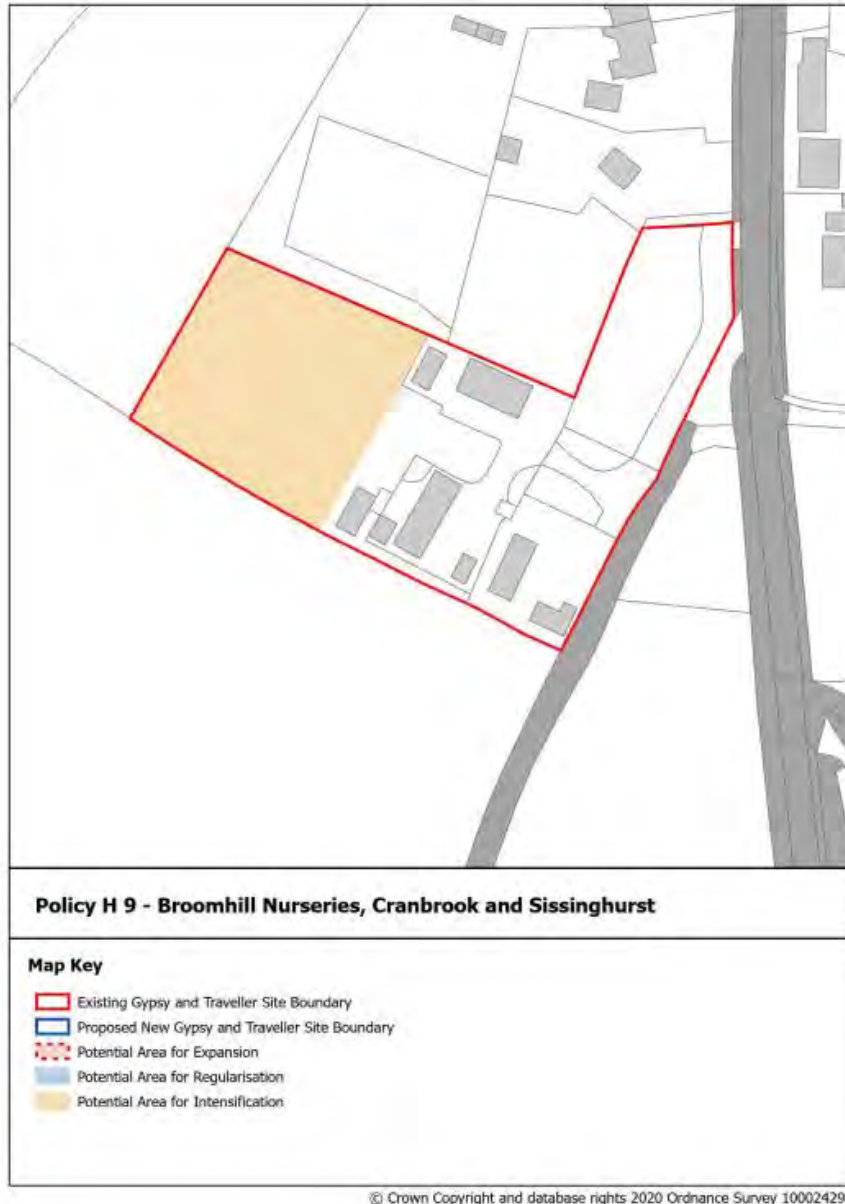 Policy H 9 - Broomhill Nurseries, Cranbrook and Sissinghurst
Map Key
Existing Gypsy and Traveller Site Boundary
Proposed New Gypsy and Traveller Site Boundary
Potential Area for Expansion
Potential Area for Regularisation
Potential Area for Intensification
© Crown Copyright and database rights 2020 Ordnance Survey 10002429